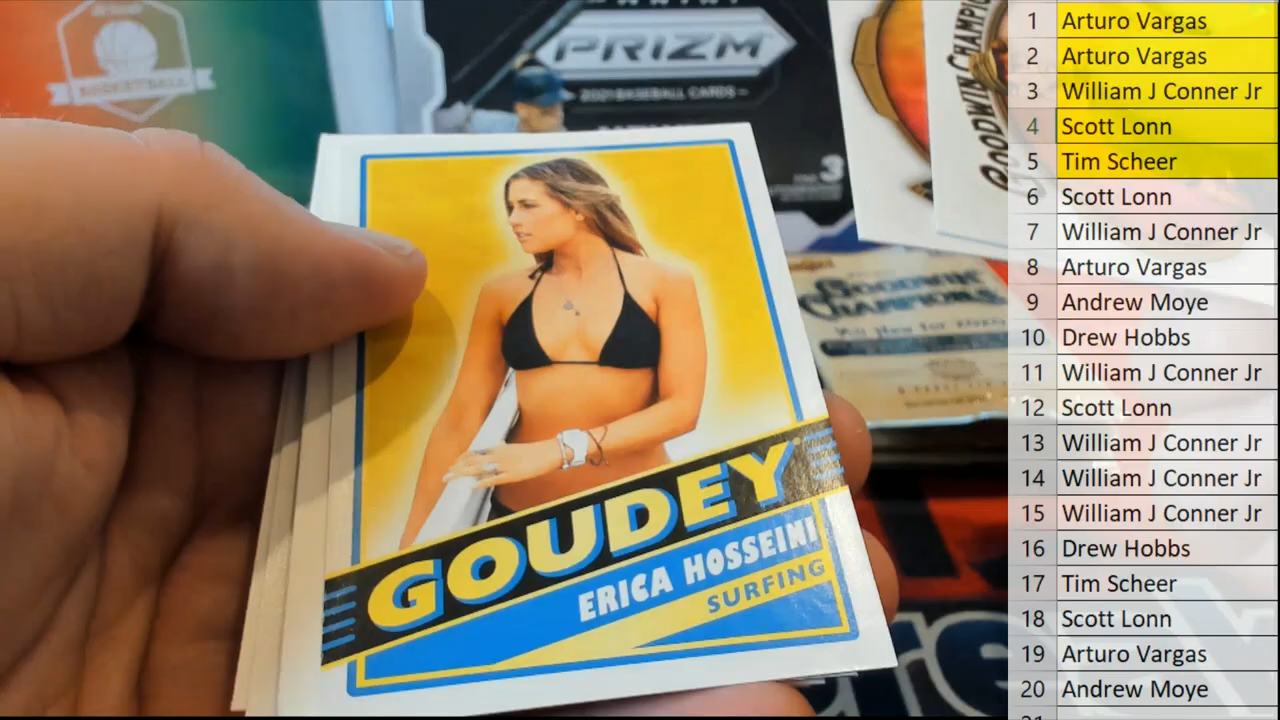 BASKETBALL
PRIZM
2021 BASEBALL CARDS
3
GOODWIN CHAMPIO
GOODWIN
CHAMPIONS
GOUDEY
ERICA HOSSEINI
SURFING
1 Arturo Vargas
2 Arturo Vargas
3 William J Conner Jr
4 Scott Lonn
5 Tim Scheer
6 Scott Lonn
7 William J Conner Jr
8 Arturo Vargas
9 Andrew Moye
10 Drew Hobbs
11 William J Conner Jr
12 Scott Lonn
13 William J Conner Jr
14 William J Conner Jr
15 William J Conner Jr
16 Drew Hobbs
17 Tim Scheer
18 Scott Lonn
19 Arturo Vargas
20 Andrew Moye